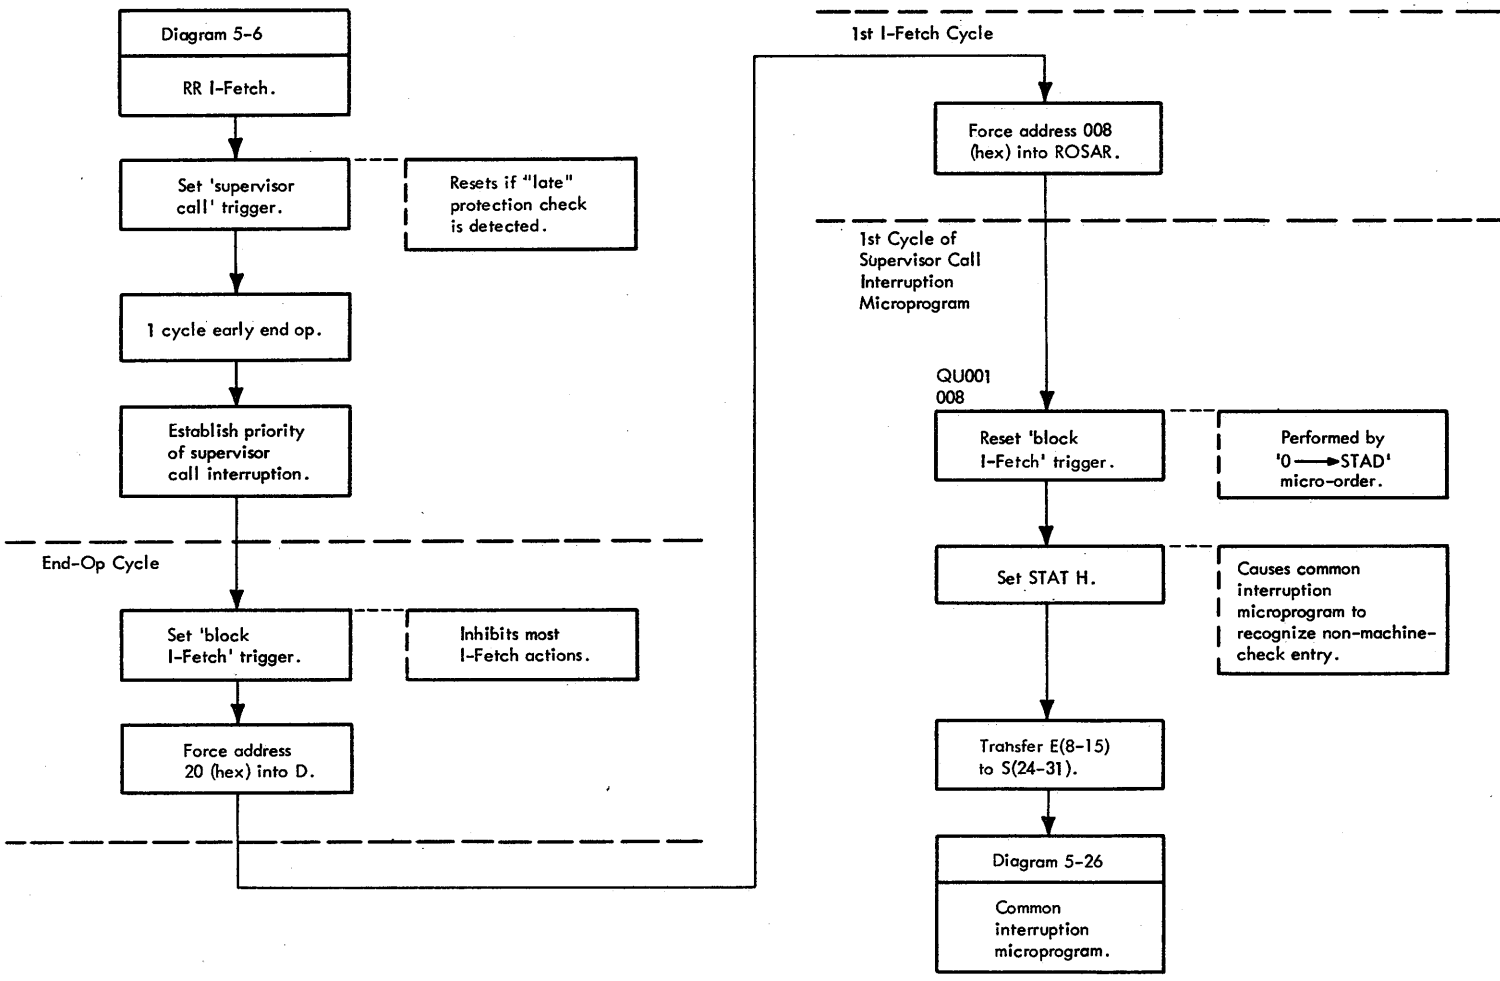 Diagram 5-6
RR I-Fetch.
Set 'supervisor
call' trigger.
Resets if "late"
protection check
is detected.
1 cycle early end op.
Establish priority
of supervisor
call interruption.
End-Op Cycle
Set 'block
I-Fetch' trigger.
Inhibits most
I-Fetch actions.
Force address
20 (hex) into D.
1st I-Fetch Cycle
Force address 008
(hex) into ROSAR.
1st Cycle of
Supervisor Call
Interruption
Microprogram
QU001
008
Reset 'block
I-Fetch' trigger.
Performed by
'0→STAD'
micro-order.
Set STAT H.
Causes common
interruption
microprogram to
recognize non-machine-
check entry.
Transfer E(8-15)
to S(24-31).
Diagram 5-26
Common
interruption
microprogram.